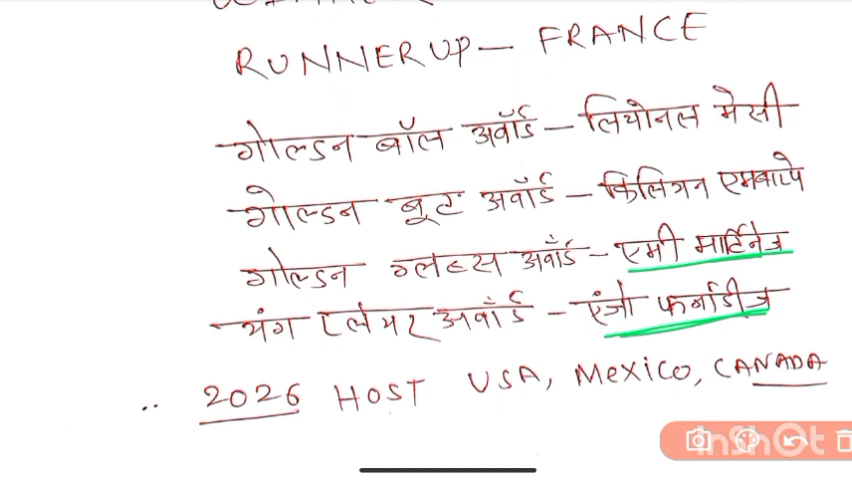 RUNNERUP - FRANCE
गोल्डन बॉल अवॉर्ड - लियोनल मेसी
गोल्डन बूट अवॉर्ड - किलियन एमबाप्पे
गोल्डन ग्लव्स अवॉर्ड - एमी मार्टिनेज
यंग प्लेयर अवॉर्ड - एंजो फर्नांडीज
.. 2026 HOST USA, MEXICO, CANADA
InShOt